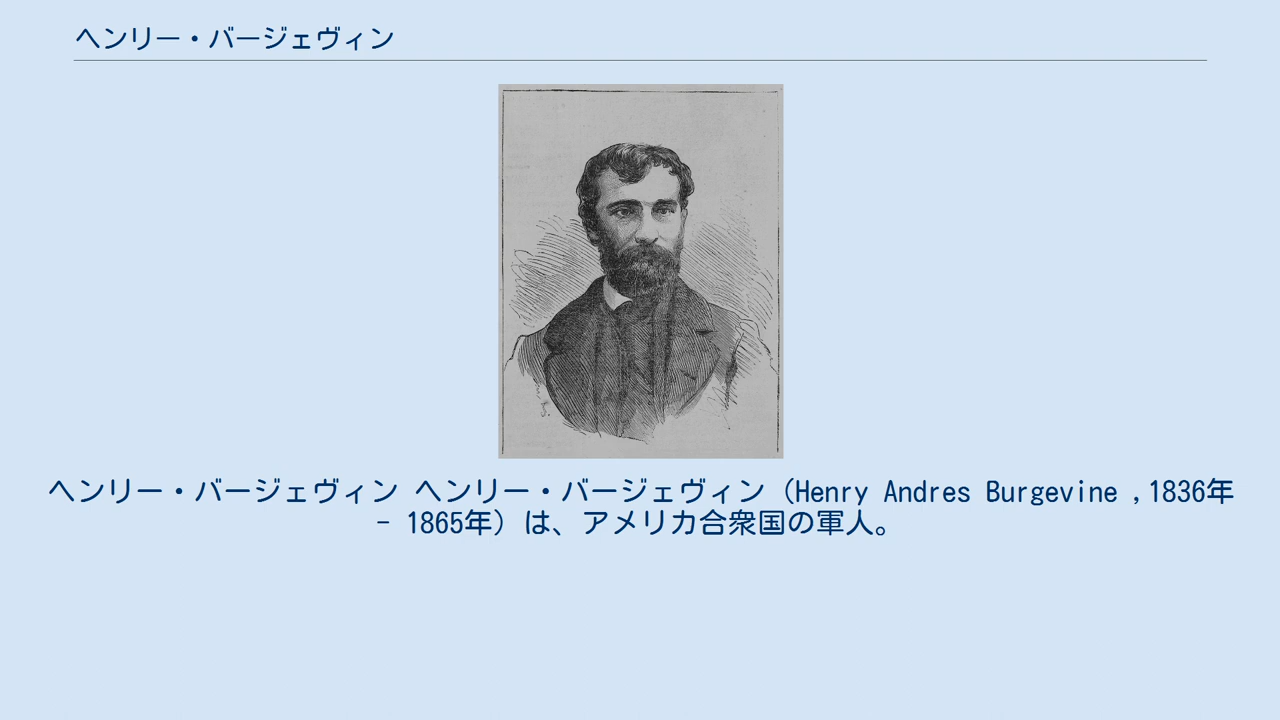 ヘンリー・バージェヴィン
ヘンリー・バージェヴィン ヘンリー・バージェヴィン（Henry Andres Burgevine ,1836年
- 1865年）は、アメリカ合衆国の軍人。